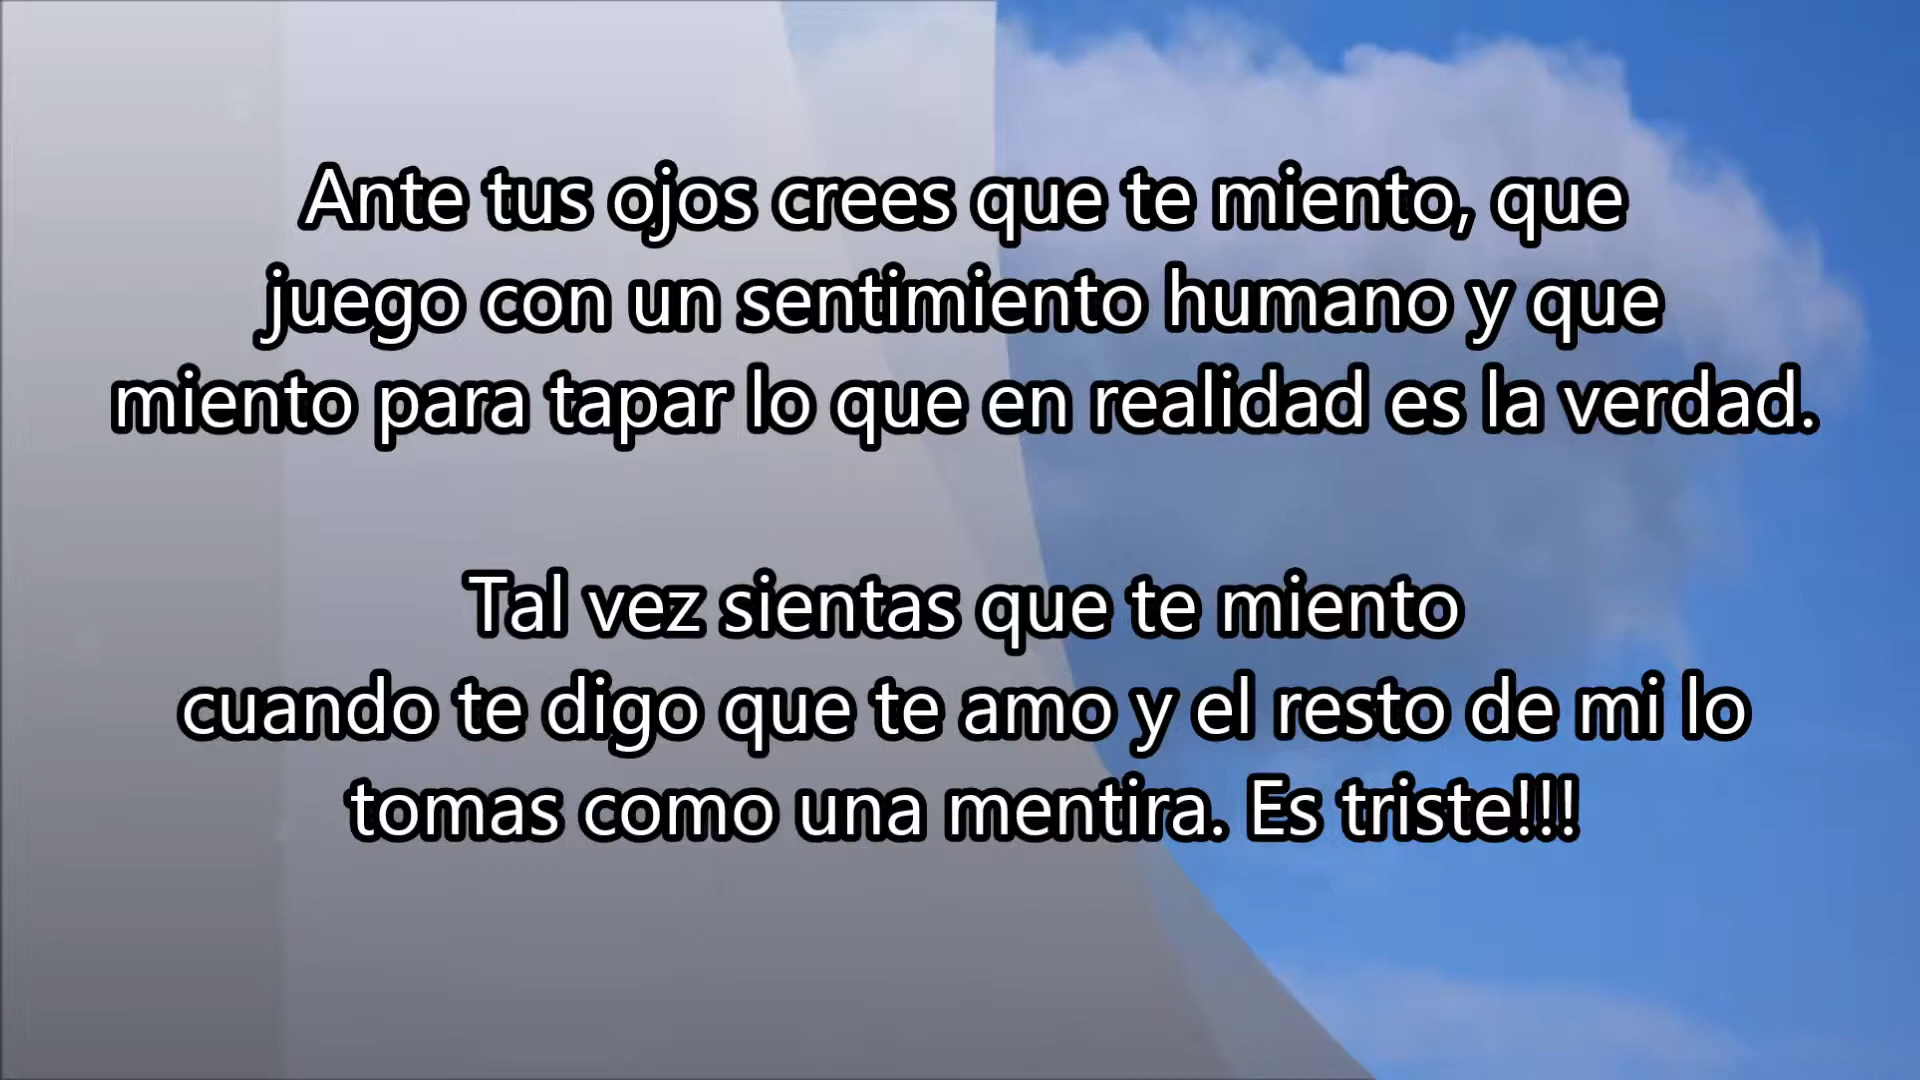 Ante tus ojos crees que te miento, que
juego con un sentimiento humano y que
miento para tapar lo que en realidad es la verdad.
Tal vez sientas que te miento
cuando te digo que te amo y el resto de mi lo
tomas como una mentira. Es triste!!!